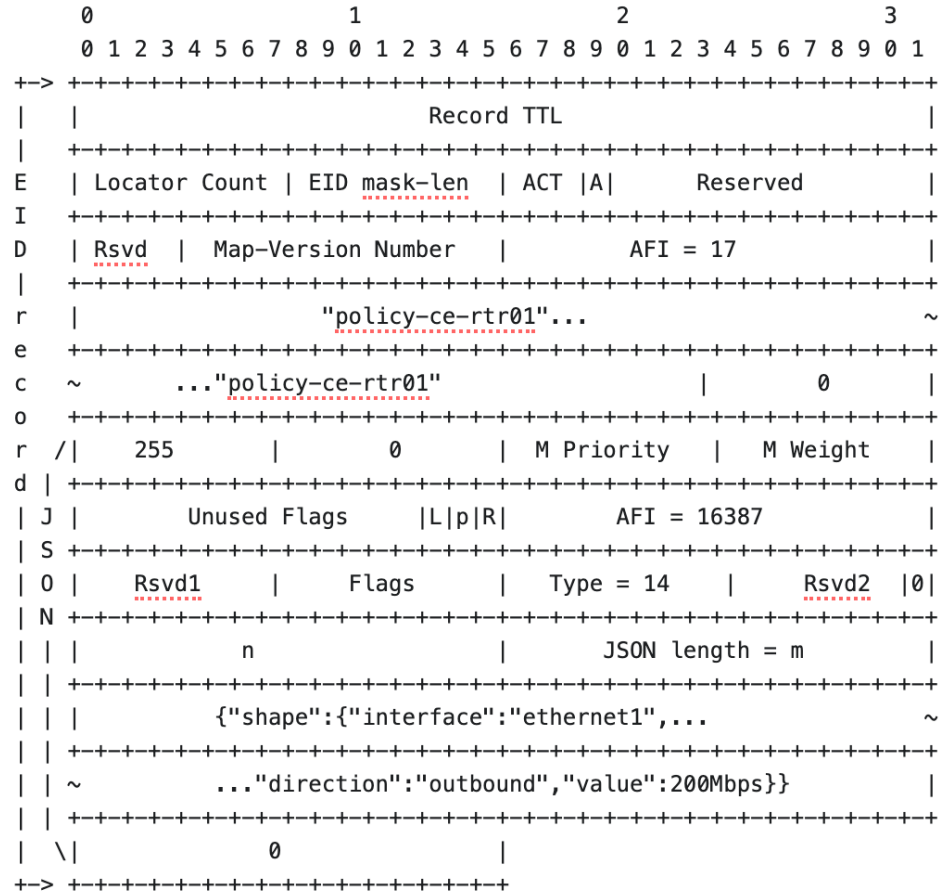 0                   1                   2                   3
        0 1 2 3 4 5 6 7 8 9 0 1 2 3 4 5 6 7 8 9 0 1 2 3 4 5 6 7 8 9 0 1
   +-> +-+-+-+-+-+-+-+-+-+-+-+-+-+-+-+-+-+-+-+-+-+-+-+-+-+-+-+-+-+-+-+-+
   |   |                          Record TTL                           |
   |   +-+-+-+-+-+-+-+-+-+-+-+-+-+-+-+-+-+-+-+-+-+-+-+-+-+-+-+-+-+-+-+-+
   E   | Locator Count | EID mask-len  | ACT |A|      Reserved         |
   I   +-+-+-+-+-+-+-+-+-+-+-+-+-+-+-+-+-+-+-+-+-+-+-+-+-+-+-+-+-+-+-+-+
   D   | Rsvd  |  Map-Version Number   |         AFI = 17              |
   |   +-+-+-+-+-+-+-+-+-+-+-+-+-+-+-+-+-+-+-+-+-+-+-+-+-+-+-+-+-+-+-+-+
   r   |                  "policy-ce-rtr01"...                         ~
   e   +-+-+-+-+-+-+-+-+-+-+-+-+-+-+-+-+-+-+-+-+-+-+-+-+-+-+-+-+-+-+-+-+
   c   ~       ..."policy-ce-rtr01"                    |        0      |
   o   +-+-+-+-+-+-+-+-+-+-+-+-+-+-+-+-+-+-+-+-+-+-+-+-+-+-+-+-+-+-+-+-+
   r  /|    255        |        0      |  M Priority   |  M Weight     |
   d | +-+-+-+-+-+-+-+-+-+-+-+-+-+-+-+-+-+-+-+-+-+-+-+-+-+-+-+-+-+-+-+-+
   | J |        Unused Flags     |L|p|R|        AFI = 16387            |
   | S +-+-+-+-+-+-+-+-+-+-+-+-+-+-+-+-+-+-+-+-+-+-+-+-+-+-+-+-+-+-+-+-+
   | O |    Rsvd1      |     Flags     |   Type = 14    |     Rsvd2  |0|
   | N +-+-+-+-+-+-+-+-+-+-+-+-+-+-+-+-+-+-+-+-+-+-+-+-+-+-+-+-+-+-+-+-+
   | | |            n                  |       JSON length = m         |
   | | +-+-+-+-+-+-+-+-+-+-+-+-+-+-+-+-+-+-+-+-+-+-+-+-+-+-+-+-+-+-+-+-+
   | | |          {"shape":{"interface":"ethernet1",...                ~
   | | +-+-+-+-+-+-+-+-+-+-+-+-+-+-+-+-+-+-+-+-+-+-+-+-+-+-+-+-+-+-+-+-+
   | | ~          ..."direction":"outbound","value":200Mbps}}          |
   | | +-+-+-+-+-+-+-+-+-+-+-+-+-+-+-+-+-+-+-+-+-+-+-+-+-+-+-+-+-+-+-+-+
   |  \|              0                |
   +-> +-+-+-+-+-+-+-+-+-+-+-+-+-+-+-+-+